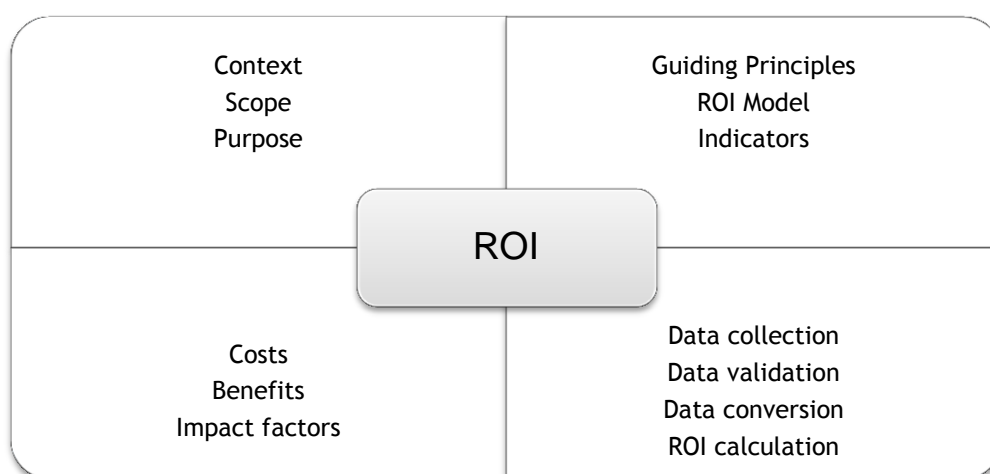 Context
Scope
Purpose
Guiding Principles
ROI Model
Indicators
ROI
Costs
Benefits
Impact factors
Data collection
Data validation
Data conversion
ROI calculation